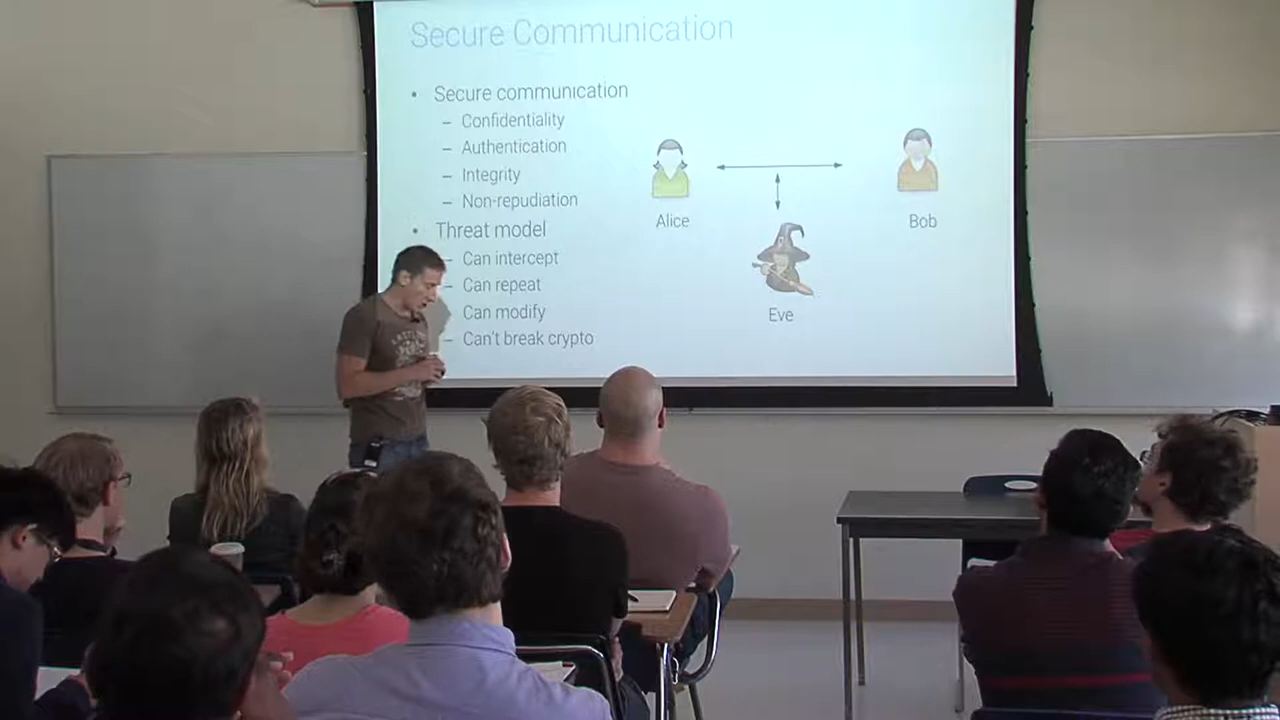 Secure Communication
• Secure communication
– Confidentiality
– Authentication
– Integrity
– Non-repudiation
• Threat model
– Can intercept
– Can repeat
Can modify
– Can't break crypto
Alice
Bob
Eve